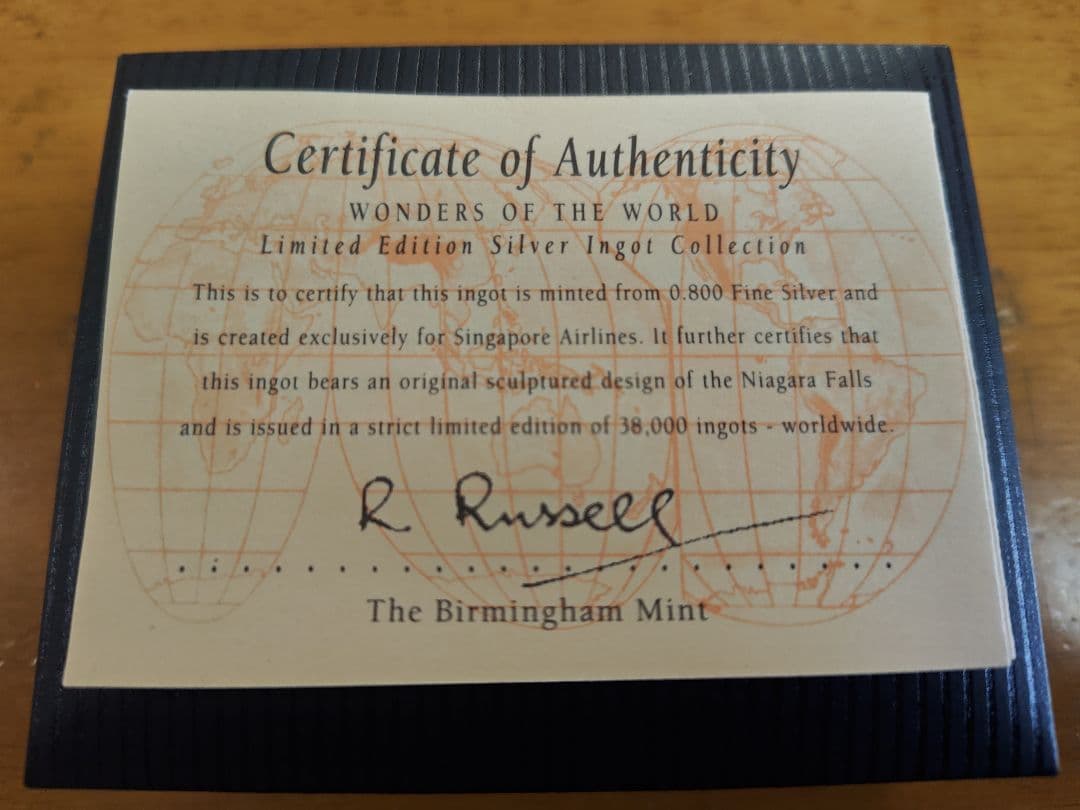 Certificate of Authenticity
WONDERS OF THE WORLD
Limited Edition Silver Ingot Collection
This is to certify that this ingot is minted from 0.800 Fine Silver and
is created exclusively for Singapore Airlines. It further certifies that
this ingot bears an original sculptured design of the Niagara Falls
and is issued in a strict limited edition of 38,000 ingots - worldwide.
R Russell
The Birmingham Mint